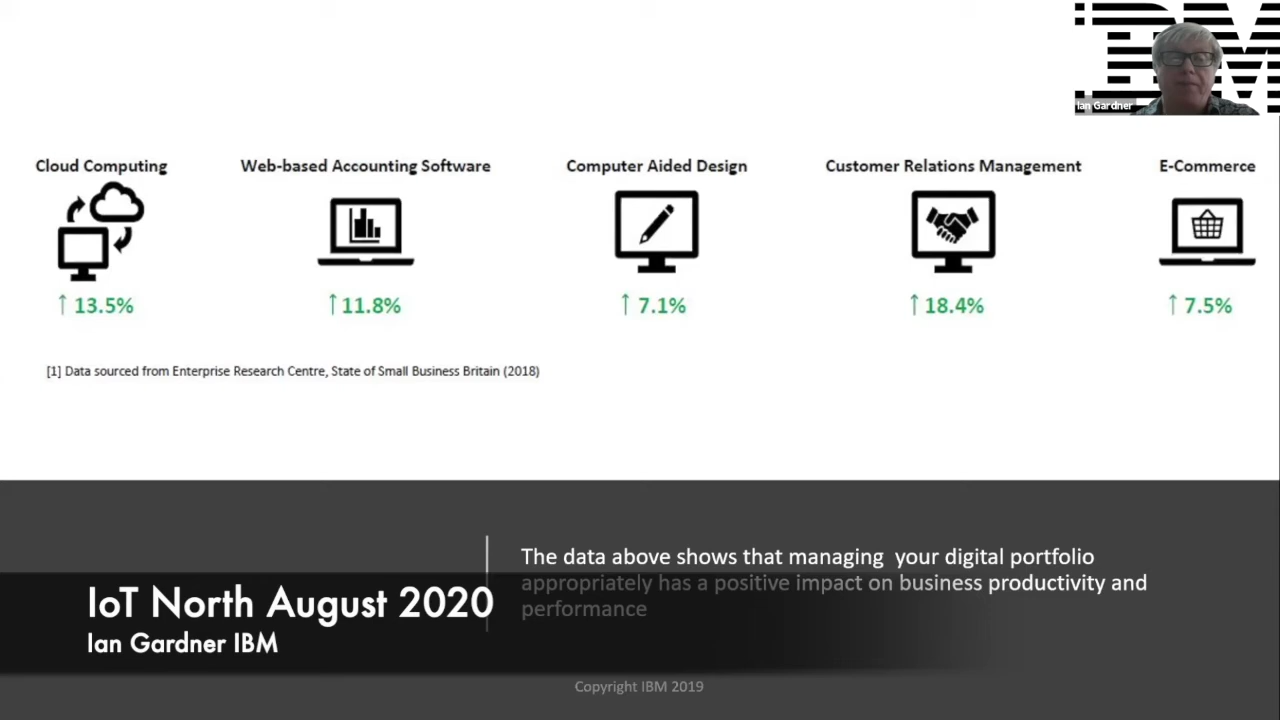 IBM
Ian Gardner
Cloud Computing
Web-based Accounting Software
Computer Aided Design
Customer Relations Management
E-Commerce
↑ 13.5%
↑ 11.8%
↑ 7.1%
↑ 18.4%
↑ 7.5%
[1] Data sourced from Enterprise Research Centre, State of Small Business Britain (2018)
The data above shows that managing  your digital portfolio
appropriately has a positive impact on business productivity and
performance
IoT North August 2020
Ian Gardner IBM
Copyright IBM 2019